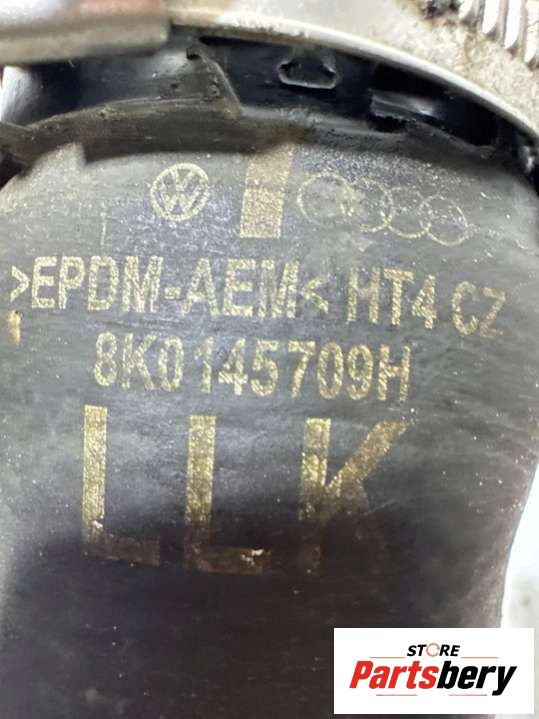 >EPDM-AEM< HT4 CZ
8K0145709H
LLK
STORE
Partsbery